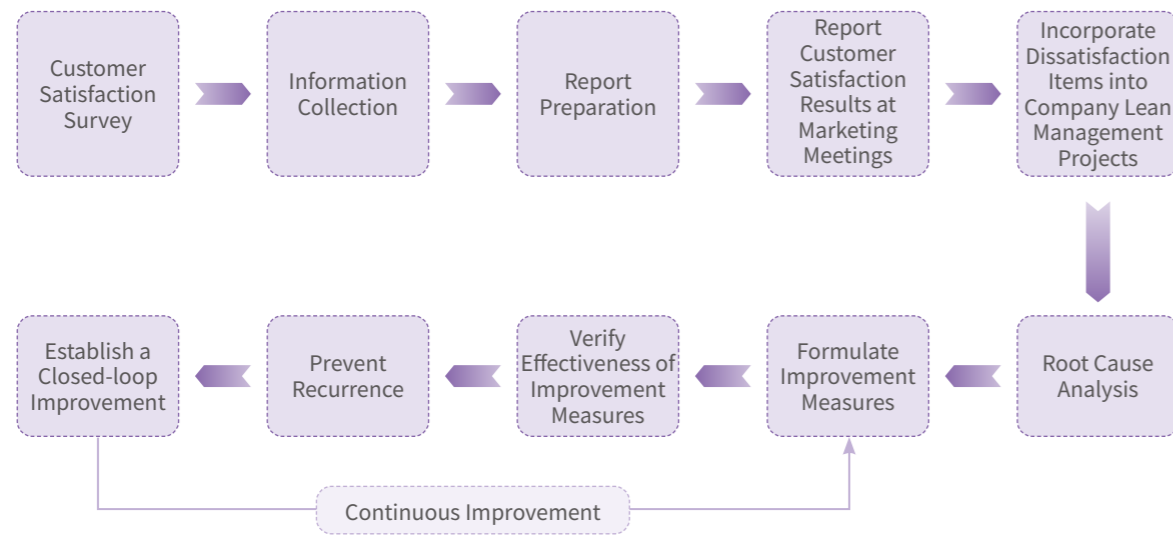 Customer
Satisfaction
Survey
Information
Collection
Report
Preparation
Report
Customer
Satisfaction
Results at
Marketing
Meetings
Incorporate
Dissatisfaction
Items into
Company Lean
Management
Projects
Root Cause
Analysis
Formulate
Improvement
Measures
Verify
Effectiveness of
Improvement
Measures
Prevent
Recurrence
Establish a
Closed-loop
Improvement
Continuous Improvement